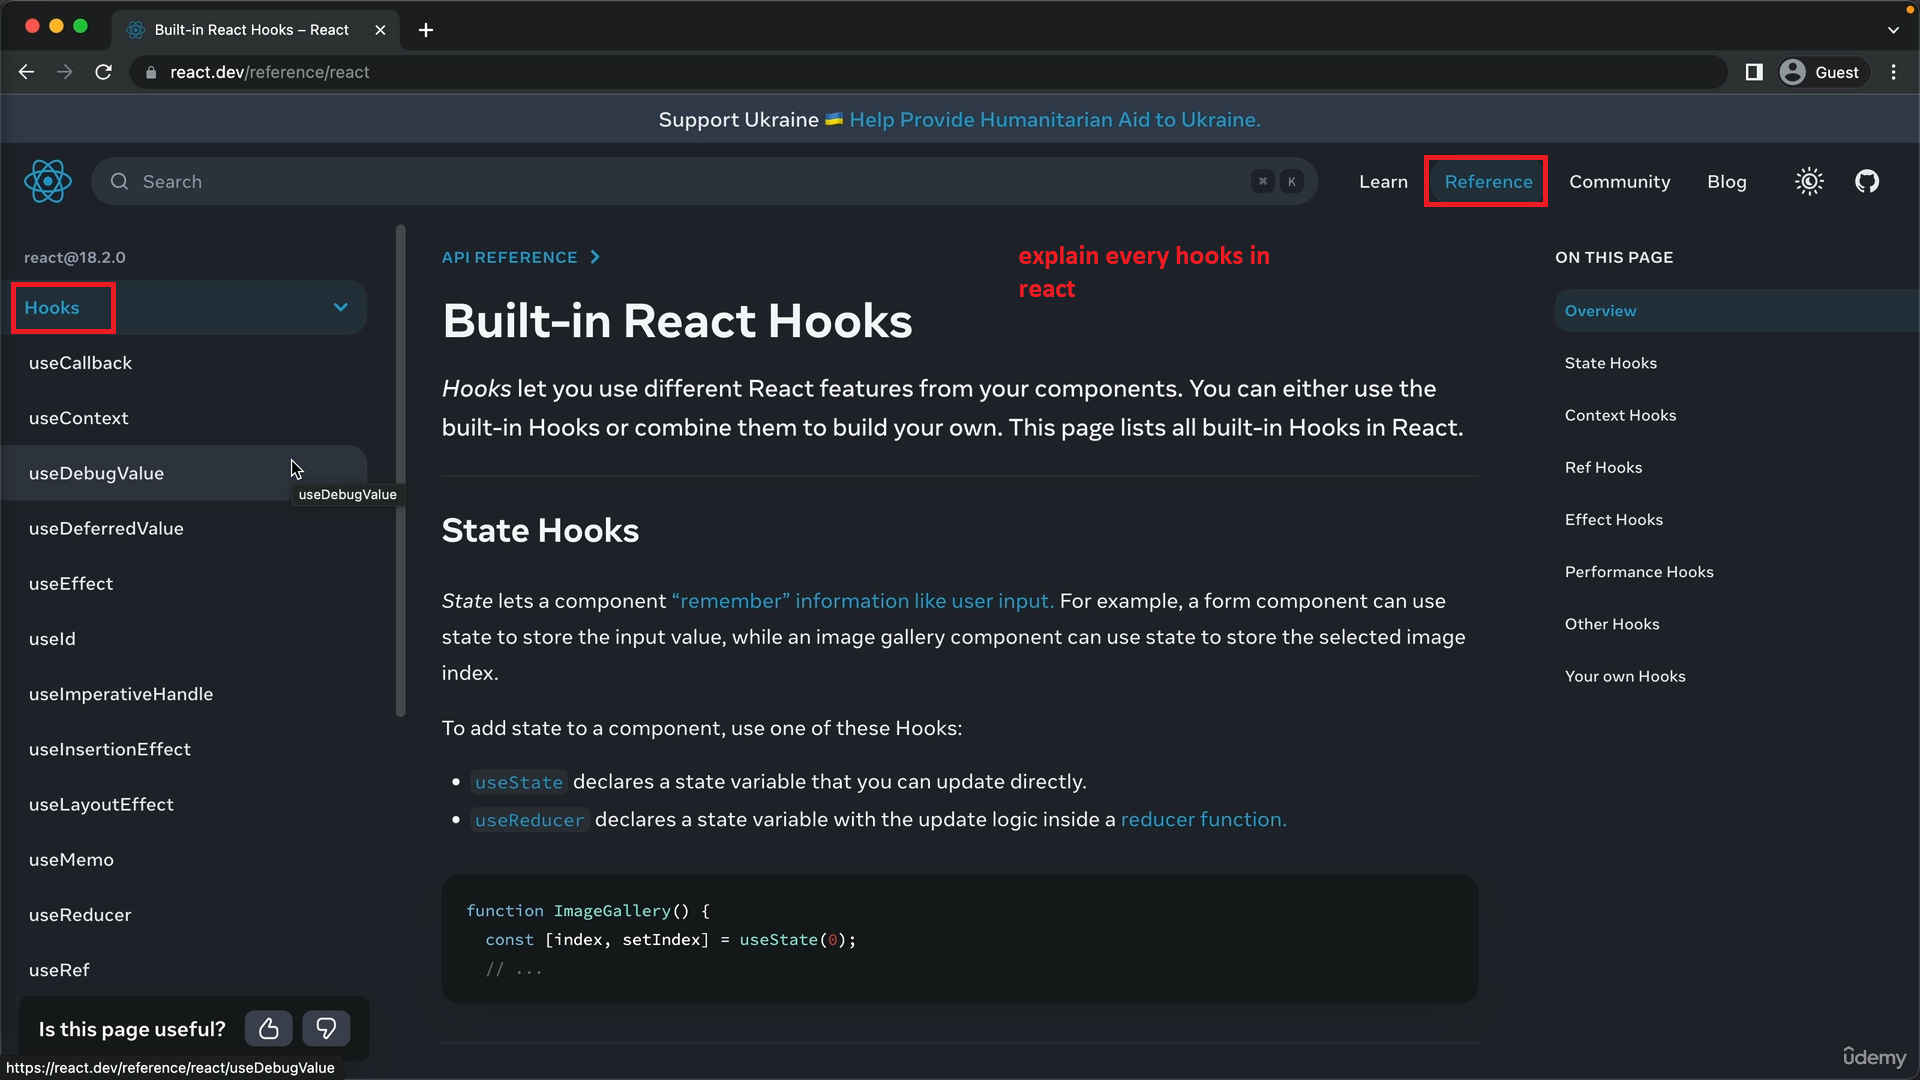 Built-in React Hooks – React
react.dev/reference/react
Guest
Support Ukraine 🇺🇦 Help Provide Humanitarian Aid to Ukraine.
Search
⌘ K
Learn Reference Community Blog
react@18.2.0
Hooks
useCallback
useContext
useDebugValue
useDebugValue
useDeferredValue
useEffect
useId
useImperativeHandle
useInsertionEffect
useLayoutEffect
useMemo
useReducer
useRef
Is this page useful?
https://react.dev/reference/react/useDebugValue
API REFERENCE
explain every hooks in
react
Built-in React Hooks
Hooks let you use different React features from your components. You can either use the
built-in Hooks or combine them to build your own. This page lists all built-in Hooks in React.
State Hooks
State lets a component “remember” information like user input. For example, a form component can use
state to store the input value, while an image gallery component can use state to store the selected image
index.
To add state to a component, use one of these Hooks:
• useState declares a state variable that you can update directly.
• useReducer declares a state variable with the update logic inside a reducer function.
function ImageGallery() {
const [index, setIndex] = useState(0);
// ...
ON THIS PAGE
Overview
State Hooks
Context Hooks
Ref Hooks
Effect Hooks
Performance Hooks
Other Hooks
Your own Hooks
ûdemy